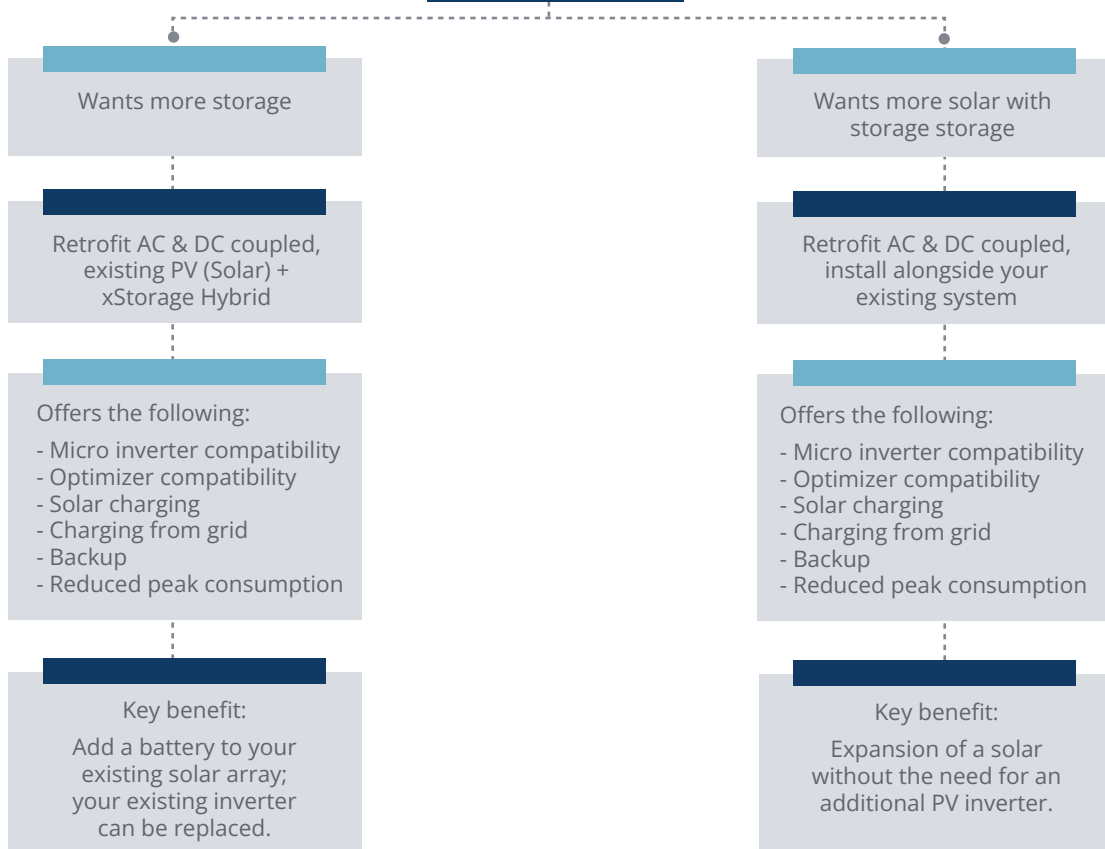 Wants more storage
Retrofit AC & DC coupled,
existing PV (Solar) +
xStorage Hybrid
Offers the following:
- Micro inverter compatibility
- Optimizer compatibility
- Solar charging
- Charging from grid
- Backup
- Reduced peak consumption
Key benefit:
Add a battery to your
existing solar array;
your existing inverter
can be replaced.
Wants more solar with
storage storage
Retrofit AC & DC coupled,
install alongside your
existing system
Offers the following:
- Micro inverter compatibility
- Optimizer compatibility
- Solar charging
- Charging from grid
- Backup
- Reduced peak consumption
Key benefit:
Expansion of a solar
without the need for an
additional PV inverter.